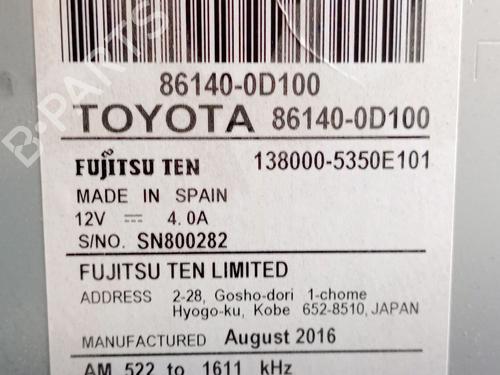 86140-0D100
TOYOTA 86140-0D100
FUJITSU TEN 138000-5350E101
MADE IN SPAIN
12V ⎓ 4.0A
S/NO. SN800282
FUJITSU TEN LIMITED
ADDRESS 2-28, Gosho-dori 1-chome
Hyogo-ku, Kobe 652-8510, JAPAN
MANUFACTURED August 2016
AM 522 to 1611 kHz
B-PARTS